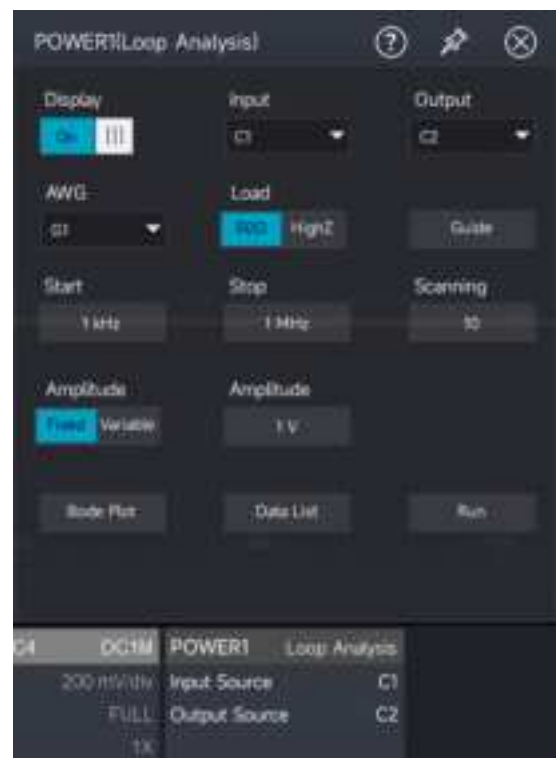 POWER1(Loop Analysis)
Display Input Output
On C1 C2
AWG Load
G1 50Ω HighZ Guide
Start Stop Scanning
1 kHz 1 MHz 10
Amplitude Amplitude
Fixed Variable 1 V
Bode Plot Data List Run
C4 DC1M POWER1 Loop Analysis
200 mV/div Input Source C1
FULL Output Source C2
1X